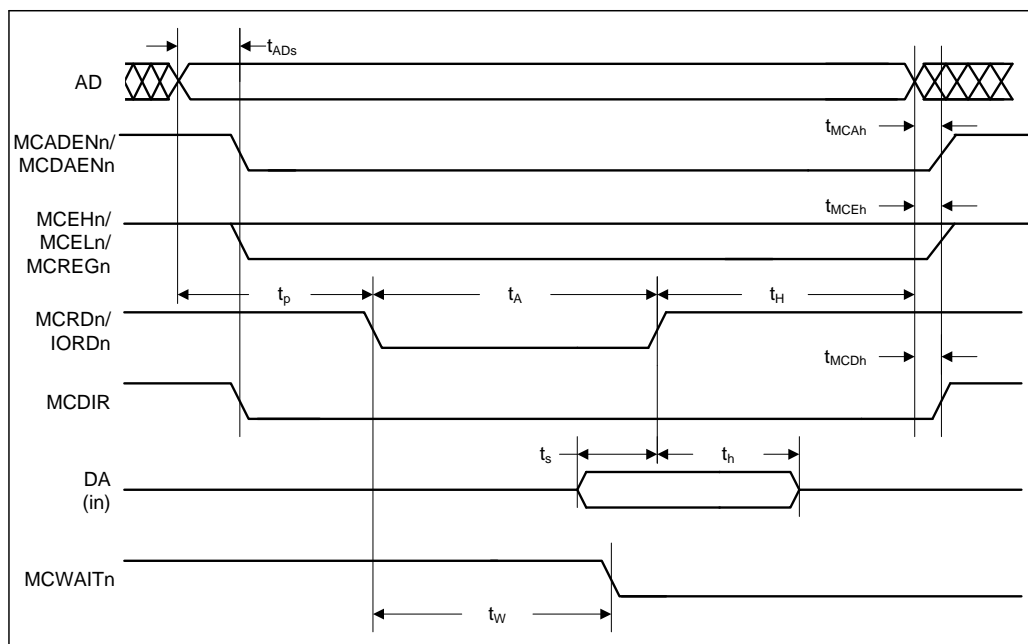 tADs
AD
MCADENn/
MCDAENn
tMCAh
MCEHn/
MCELn/
MCREGn
tMCEh
tp
tA
tH
MCRDn/
IORDn
tMCDh
MCDIR
ts
th
DA
(in)
MCWAITn
tW